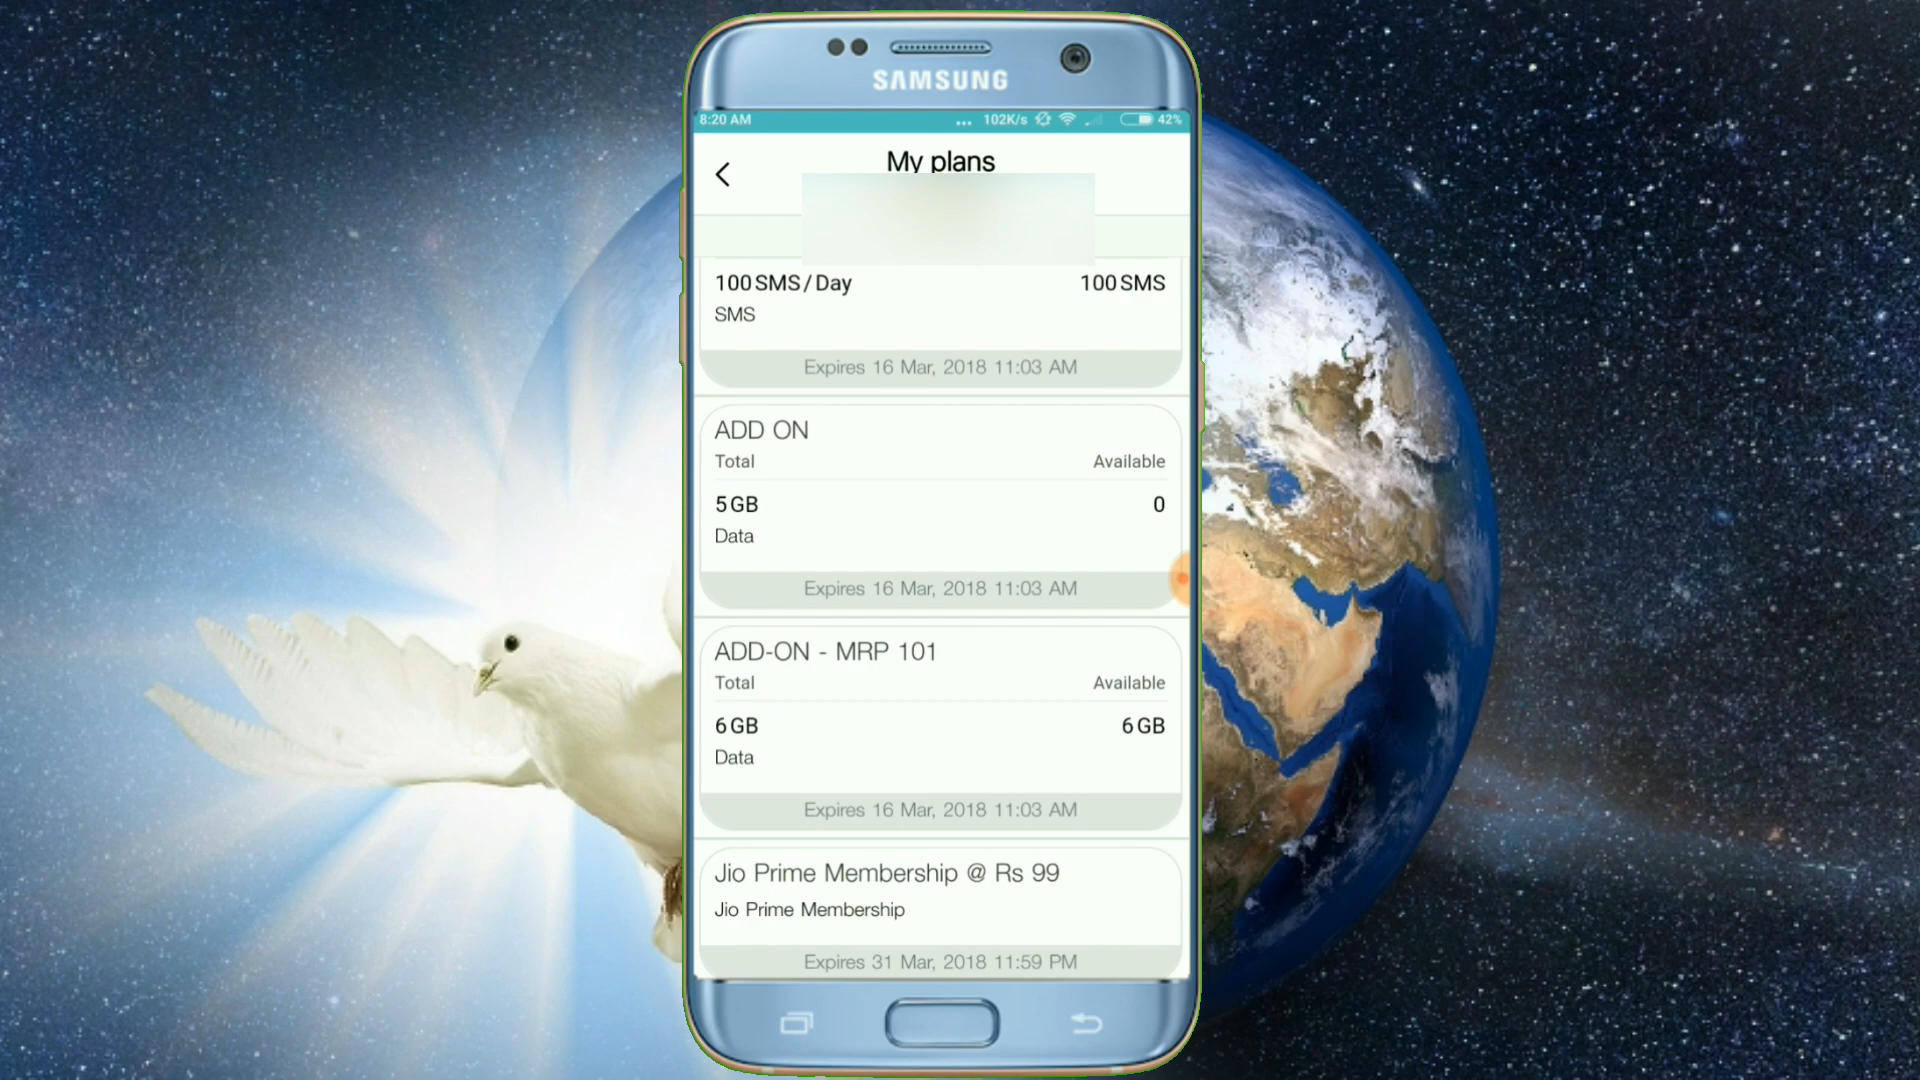 SAMSUNG
8:20 AM ... 102K/s 42%
My plans
100 SMS / Day 100 SMS
SMS
Expires 16 Mar, 2018 11:03 AM
ADD ON
Total Available
5 GB 0
Data
Expires 16 Mar, 2018 11:03 AM
ADD-ON - MRP 101
Total Available
6 GB 6 GB
Data
Expires 16 Mar, 2018 11:03 AM
Jio Prime Membership @ Rs 99
Jio Prime Membership
Expires 31 Mar, 2018 11:59 PM